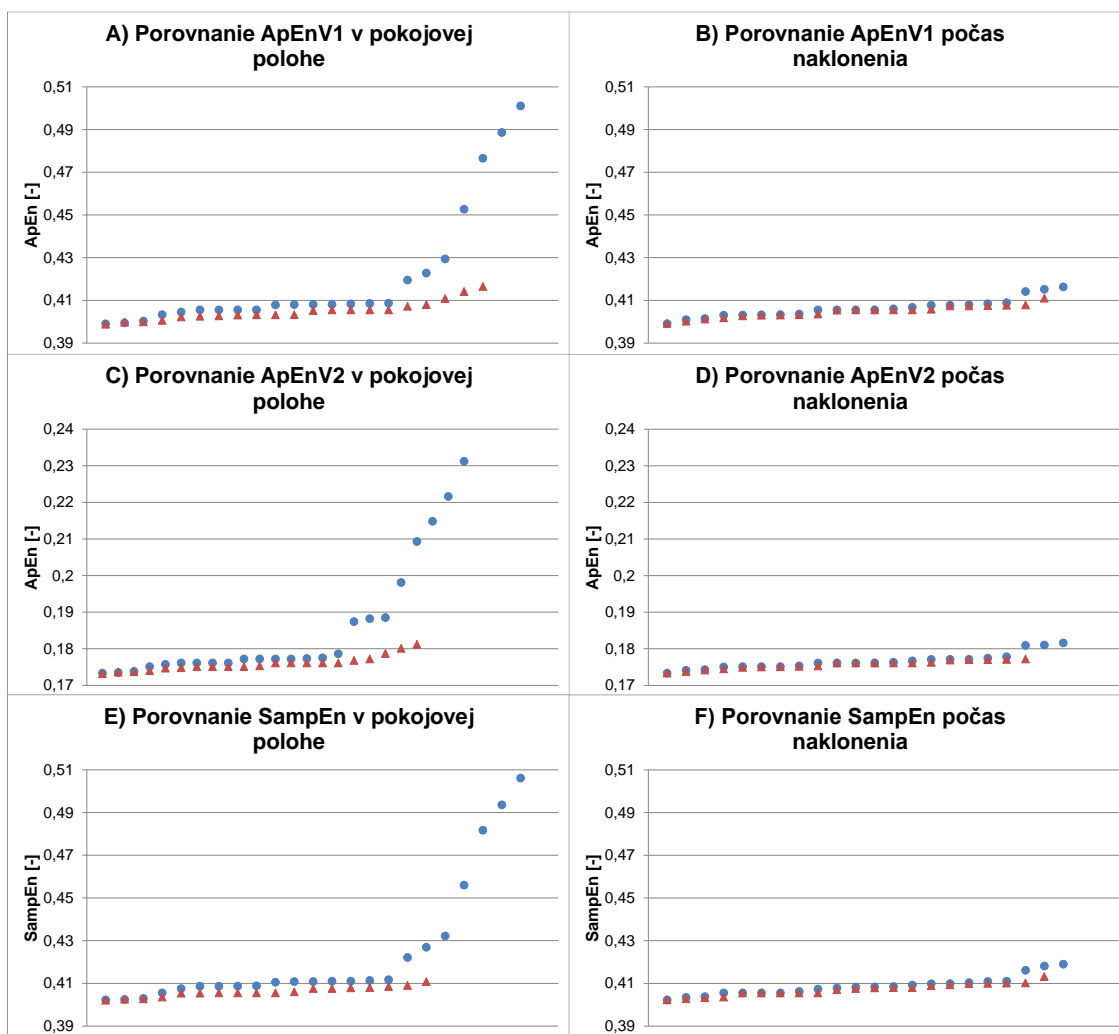 A) Porovnanie ApEnV1 v pokojovej
polohe
0,51
0,49
0,47
0,45
0,43
0,41
0,39
ApEn [-]
B) Porovnanie ApEnV1 počas
naklonenia
0,51
0,49
0,47
0,45
0,43
0,41
0,39
ApEn [-]
C) Porovnanie ApEnV2 v pokojovej
polohe
0,24
0,23
0,22
0,21
0,2
0,19
0,18
0,17
ApEn [-]
D) Porovnanie ApEnV2 počas
naklonenia
0,24
0,23
0,22
0,21
0,2
0,19
0,18
0,17
ApEn [-]
E) Porovnanie SampEn v pokojovej
polohe
0,51
0,49
0,47
0,45
0,43
0,41
0,39
SampEn [-]
F) Porovnanie SampEn počas
naklonenia
0,51
0,49
0,47
0,45
0,43
0,41
0,39
SampEn [-]